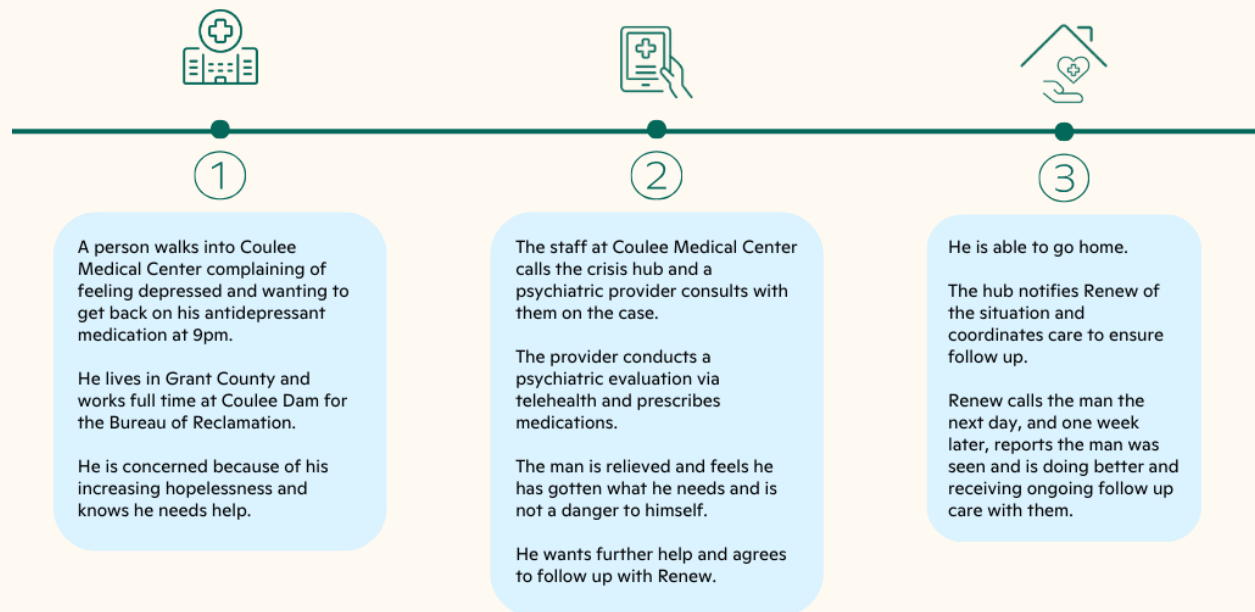 1
A person walks into Coulee
Medical Center complaining of
feeling depressed and wanting to
get back on his antidepressant
medication at 9pm.
He lives in Grant County and
works full time at Coulee Dam for
the Bureau of Reclamation.
He is concerned because of his
increasing hopelessness and
knows he needs help.
2
The staff at Coulee Medical Center
calls the crisis hub and a
psychiatric provider consults with
them on the case.
The provider conducts a
psychiatric evaluation via
telehealth and prescribes
medications.
The man is relieved and feels he
has gotten what he needs and is
not a danger to himself.
He wants further help and agrees
to follow up with Renew.
3
He is able to go home.
The hub notifies Renew of
the situation and
coordinates care to ensure
follow up.
Renew calls the man the
next day, and one week
later, reports the man was
seen and is doing better and
receiving ongoing follow up
care with them.